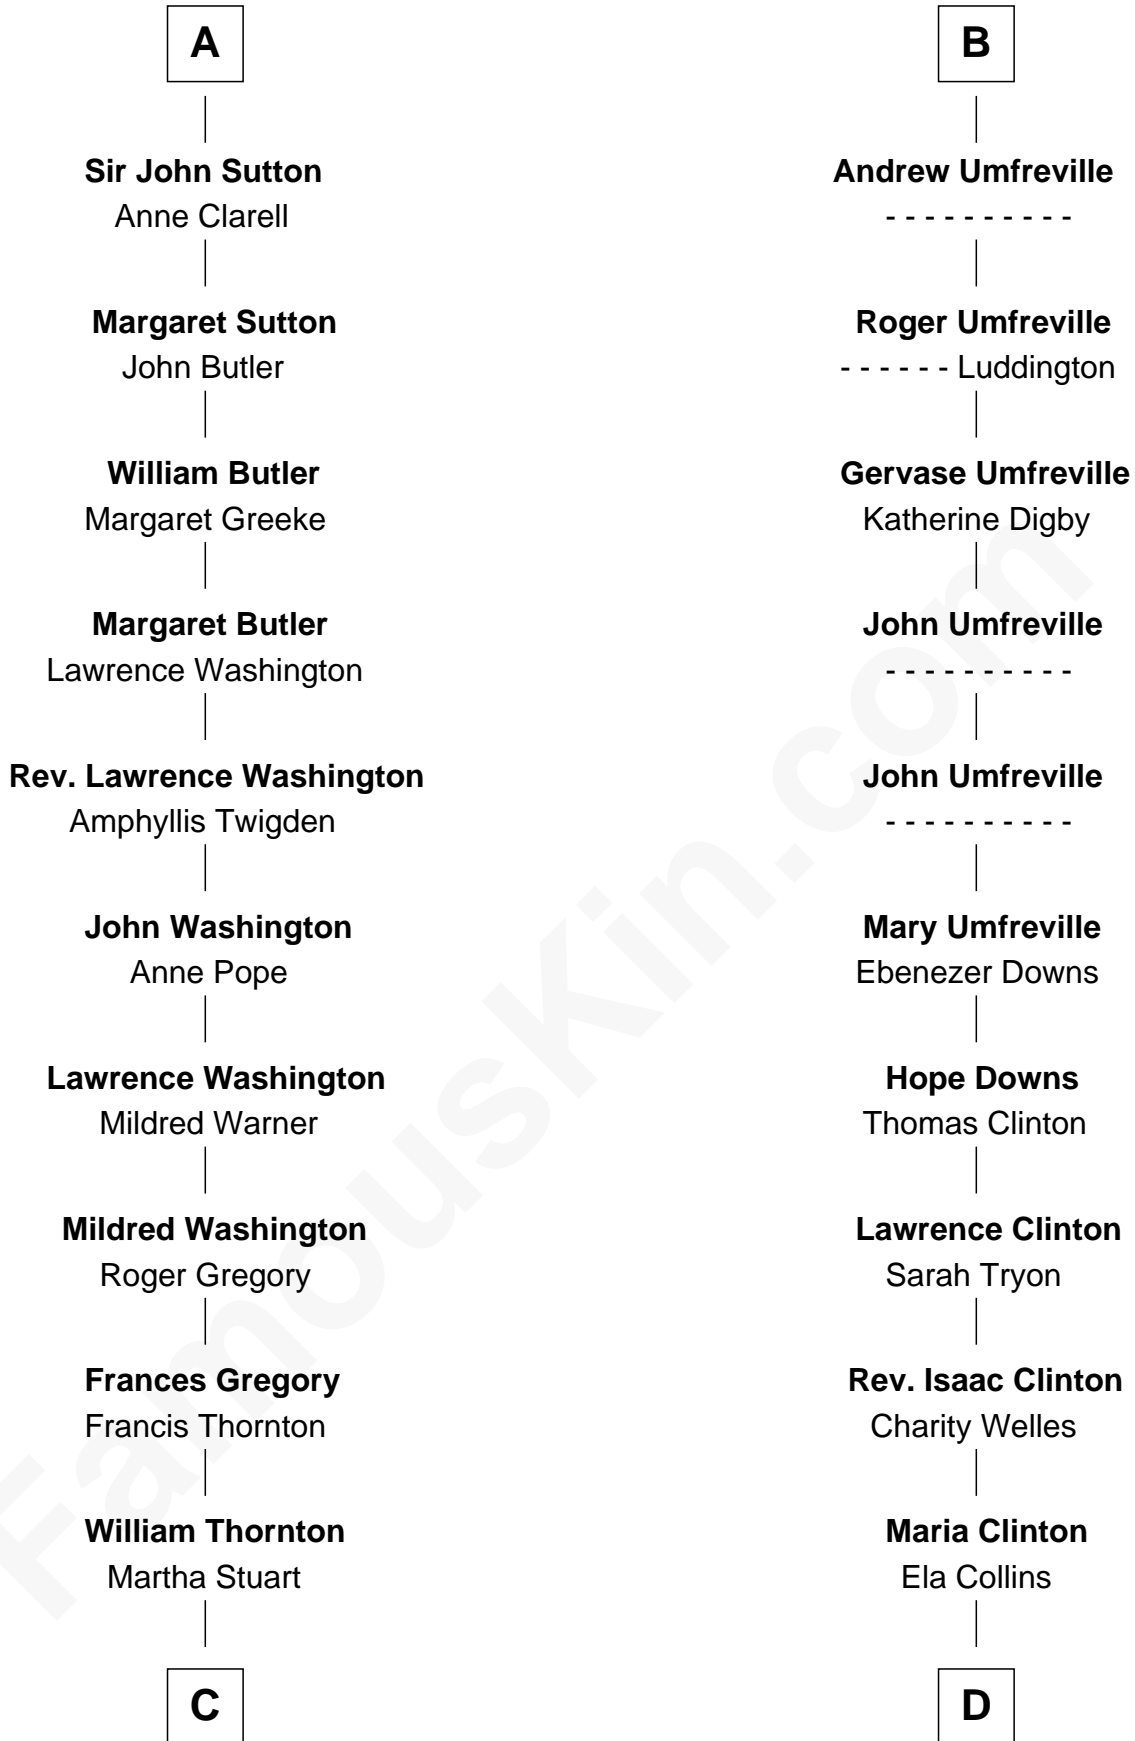 A
Sir John Sutton
Anne Clarell
Margaret Sutton
John Butler
William Butler
Margaret Greeke
Margaret Butler
Lawrence Washington
Rev. Lawrence Washington
Amphyllis Twigden
John Washington
Anne Pope
Lawrence Washington
Mildred Warner
Mildred Washington
Roger Gregory
Frances Gregory
Francis Thornton
William Thornton
Martha Stuart
C
B
Andrew Umfreville
- - - - - - - - - -
Roger Umfreville
- - - - - - Luddington
Gervase Umfreville
Katherine Digby
John Umfreville
- - - - - - - - - -
John Umfreville
- - - - - - - - - -
Mary Umfreville
Ebenezer Downs
Hope Downs
Thomas Clinton
Lawrence Clinton
Sarah Tryon
Rev. Isaac Clinton
Charity Welles
Maria Clinton
Ela Collins
D
FamousKin.com